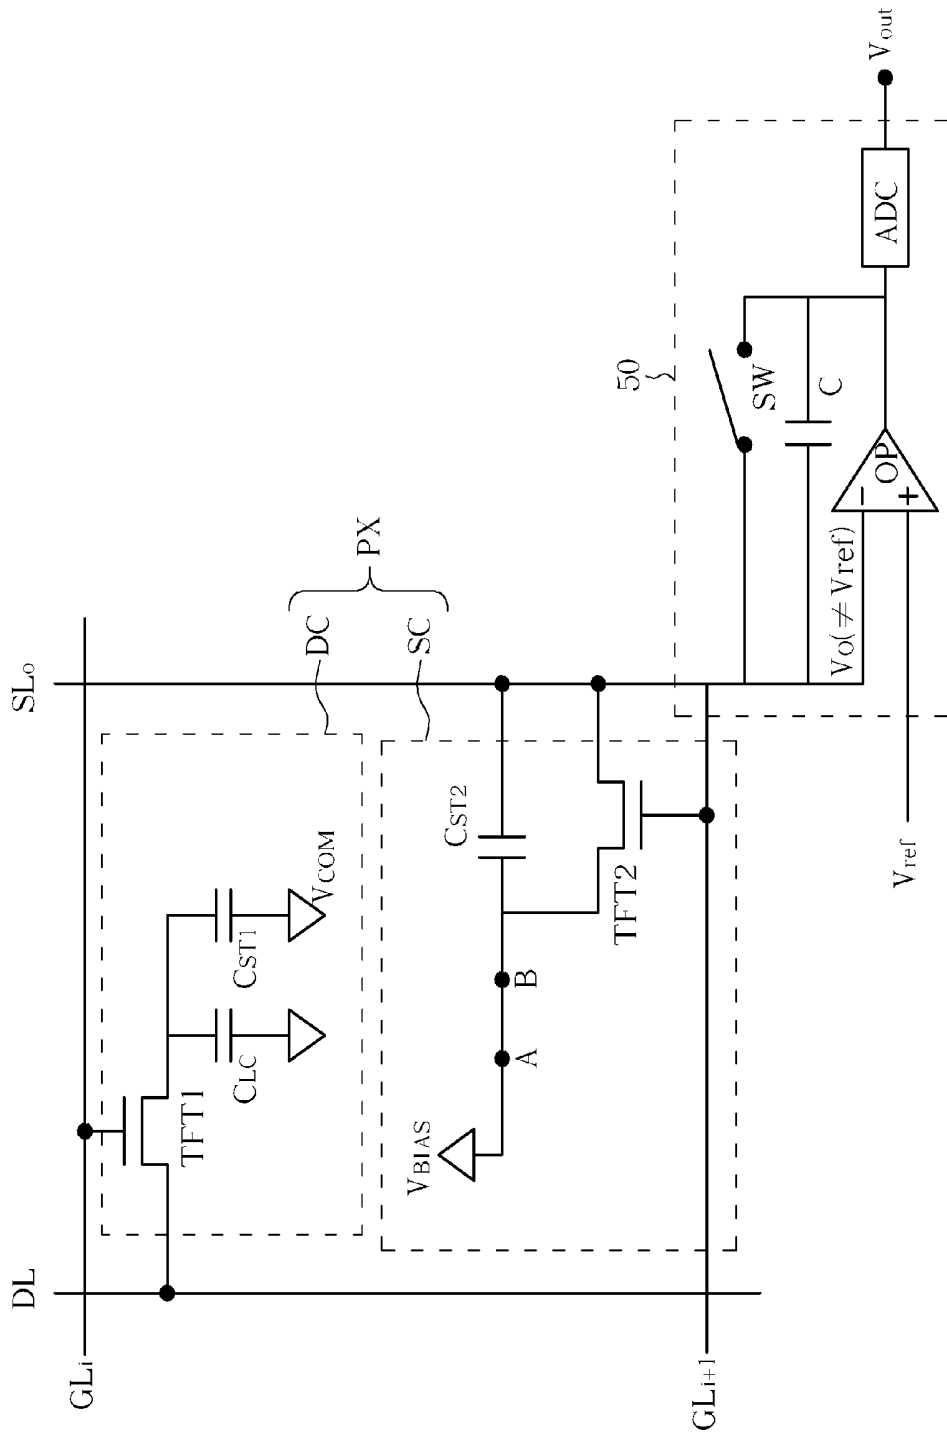 DL
SLₒ
GLᵢ
TFT1
CLC
CST1
VCOM
DC
SC
PX
VBIAS
A
B
CST2
TFT2
GLᵢ₊₁
50
SW
C
Vo(≠Vref)
OP
−
+
ADC
Vout
Vref